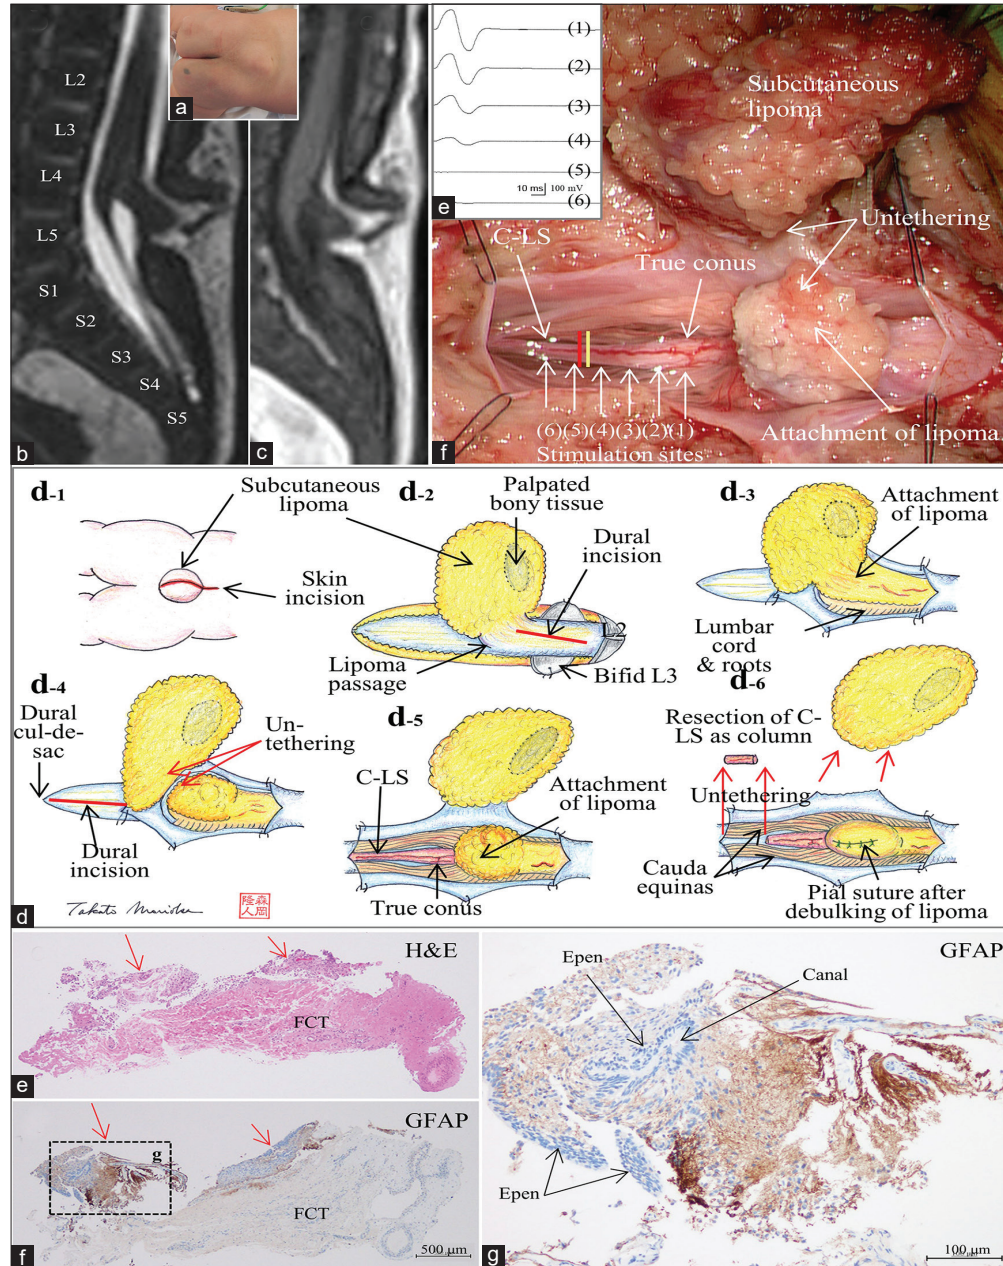 a
L2
L3
L4
L5
S1
S2
S3
S4
S5
b
c
(1)
(2)
(3)
(4)
(5)
(6)
10 ms 100 mV
e
Subcutaneous
lipoma
Untethering
C-LS
True conus
(6)(5)(4)(3)(2)(1)
Stimulation sites
Attachment of lipoma
f
d-1
Subcutaneous
lipoma
Skin
incision
d-2
Palpated
bony tissue
Dural
incision
L2
Lipoma
passage
Bifid L3
d-3
Attachment
of lipoma
Lumbar
cord
& roots
d-4
Dural
cul-de-
sac
Un-
tethering
Dural
incision
d-5
C-LS
Attachment
of lipoma
True conus
d-6
Resection of C-
LS as column
Untethering
Cauda
equinas
Pial suture after
debulking of lipoma
森岡
隆人
d
H&E
FCT
e
GFAP
g
FCT
500 µm
f
GFAP
Epen
Canal
Epen
100 µm
g